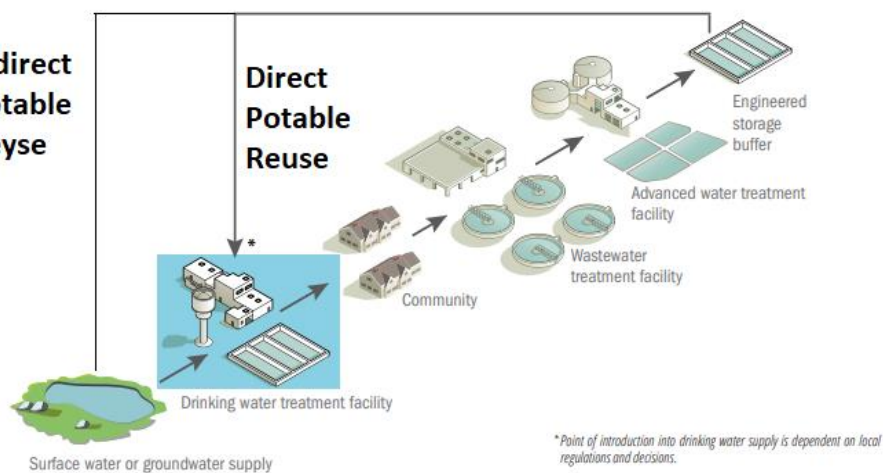 direct
otable
eyse
Direct
Potable
Reuse
Engineered
storage
buffer
Advanced water treatment
facility
Wastewater
treatment facility
Community
*
Drinking water treatment facility
Surface water or groundwater supply
*Point of introduction into drinking water supply is dependent on local
regulations and decisions.